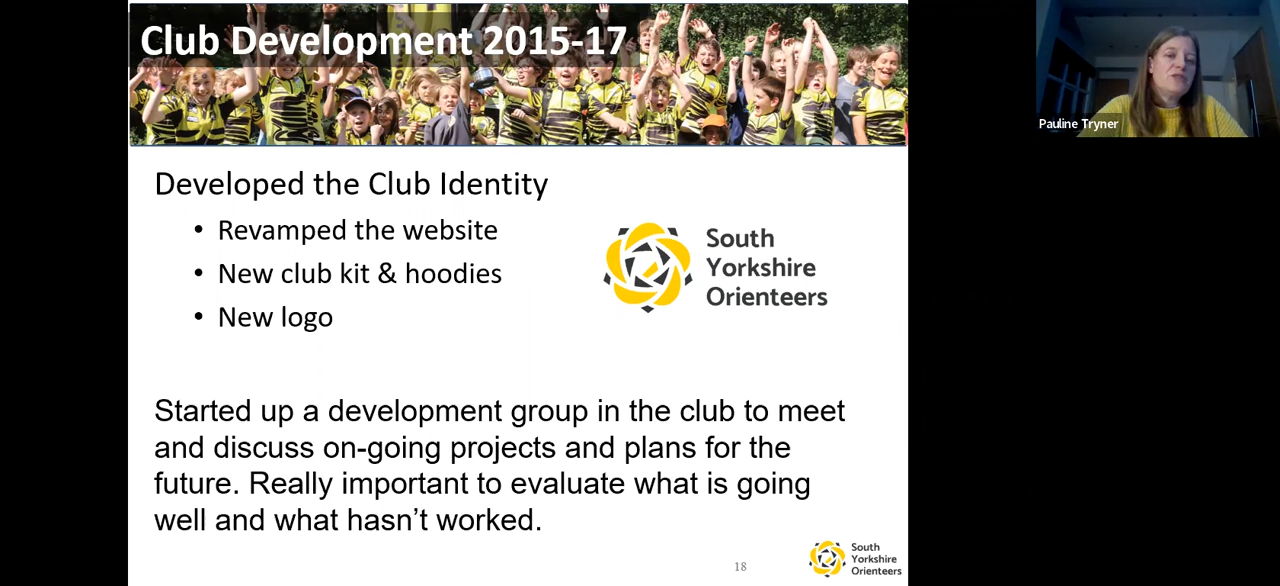 Club Development 2015-17
Pauline Tryner
Developed the Club Identity
• Revamped the website
• New club kit & hoodies
• New logo
South
Yorkshire
Orienteers
Started up a development group in the club to meet
and discuss on-going projects and plans for the
future. Really important to evaluate what is going
well and what hasn’t worked.
18
South
Yorkshire
Orienteers